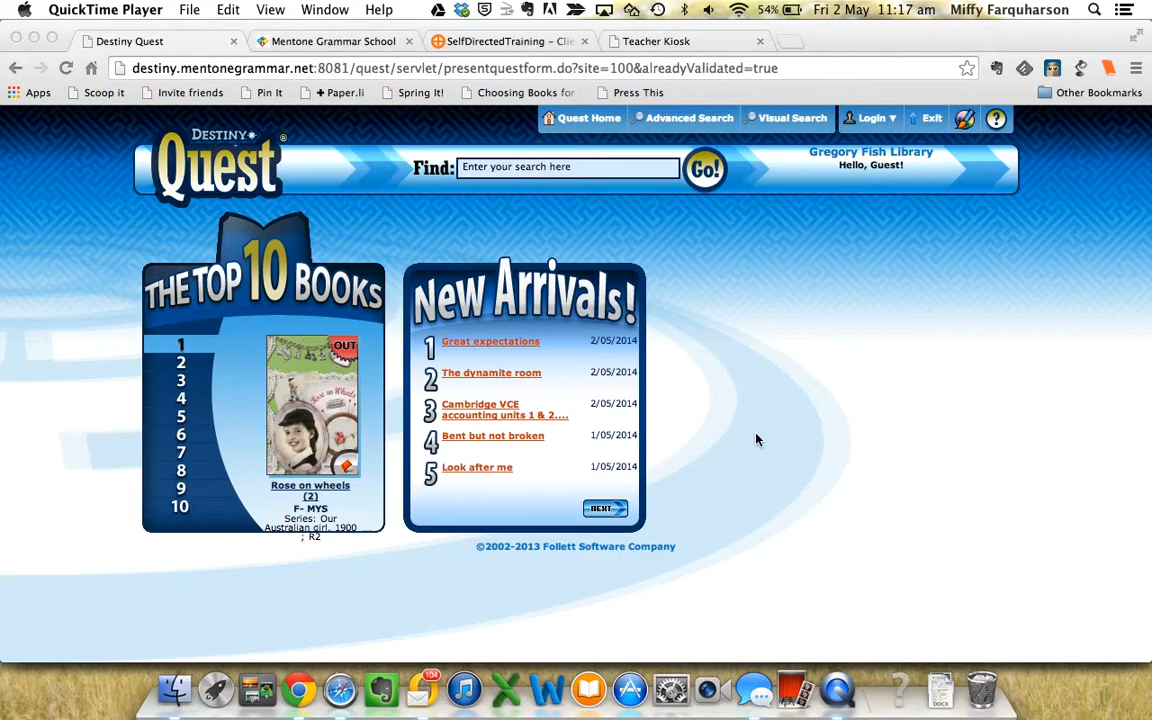 QuickTime Player File Edit View Window Help 54% Fri 2 May 11:17 am Miffy Farquharson
Destiny Quest Mentone Grammar School SelfDirectedTraining – Clie Teacher Kiosk
destiny.mentonegrammar.net:8081/quest/servlet/presentquestform.do?site=100&alreadyValidated=true
Apps Scoop it Invite friends Pin It + Paper.li Spring It! Choosing Books for Press This Other Bookmarks
Quest Home Advanced Search Visual Search Login Exit ?
DESTINY
Quest®
Find: Enter your search here Go!
Gregory Fish Library
Hello, Guest!
THE TOP 10 BOOKS
1
2
3
4
5
6
7
8
9
10
OUT
Rose on Wheels
Rose on wheels
(2)
F- MYS
Series: Our
Australian girl. 1900
; R2
New Arrivals!
1 Great expectations 2/05/2014
2 The dynamite room 2/05/2014
3 Cambridge VCE 2/05/2014
accounting units 1 & 2....
4 Bent but not broken 1/05/2014
5 Look after me 1/05/2014
NEXT
©2002-2013 Follett Software Company
104
DOCX